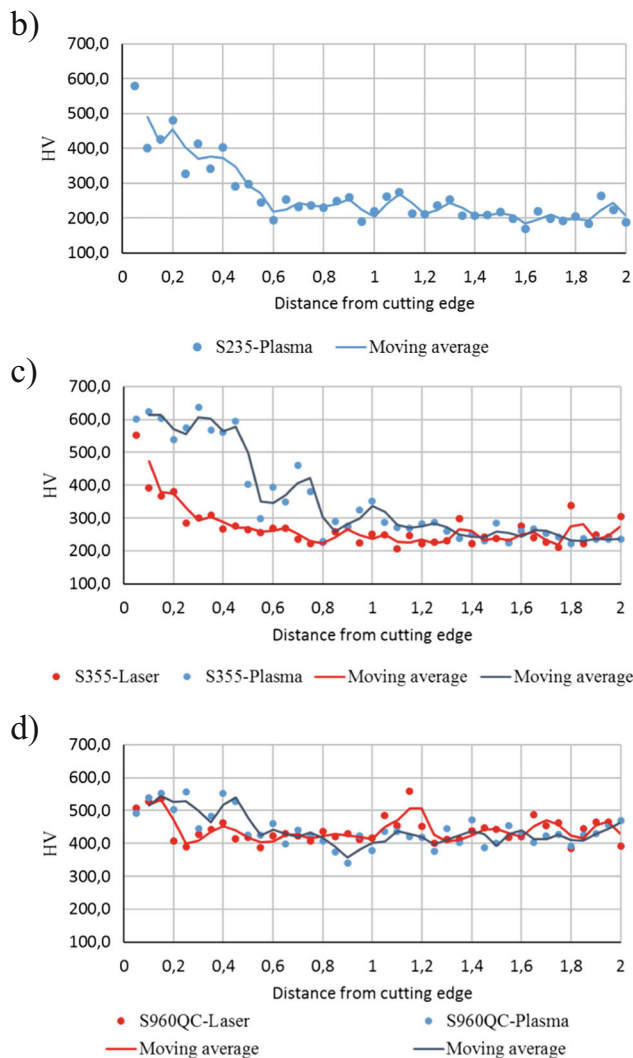 b)
700,0
600,0
500,0
400,0
300,0
200,0
100,0
HV
0 0,2 0,4 0,6 0,8 1 1,2 1,4 1,6 1,8 2
Distance from cutting edge
S235-Plasma Moving average
c)
700,0
600,0
500,0
400,0
300,0
200,0
100,0
HV
0 0,2 0,4 0,6 0,8 1 1,2 1,4 1,6 1,8 2
Distance from cutting edge
S355-Laser S355-Plasma Moving average Moving average
d)
700,0
600,0
500,0
400,0
300,0
200,0
100,0
HV
0 0,2 0,4 0,6 0,8 1 1,2 1,4 1,6 1,8 2
Distance from cutting edge
S960QC-Laser S960QC-Plasma
Moving average Moving average